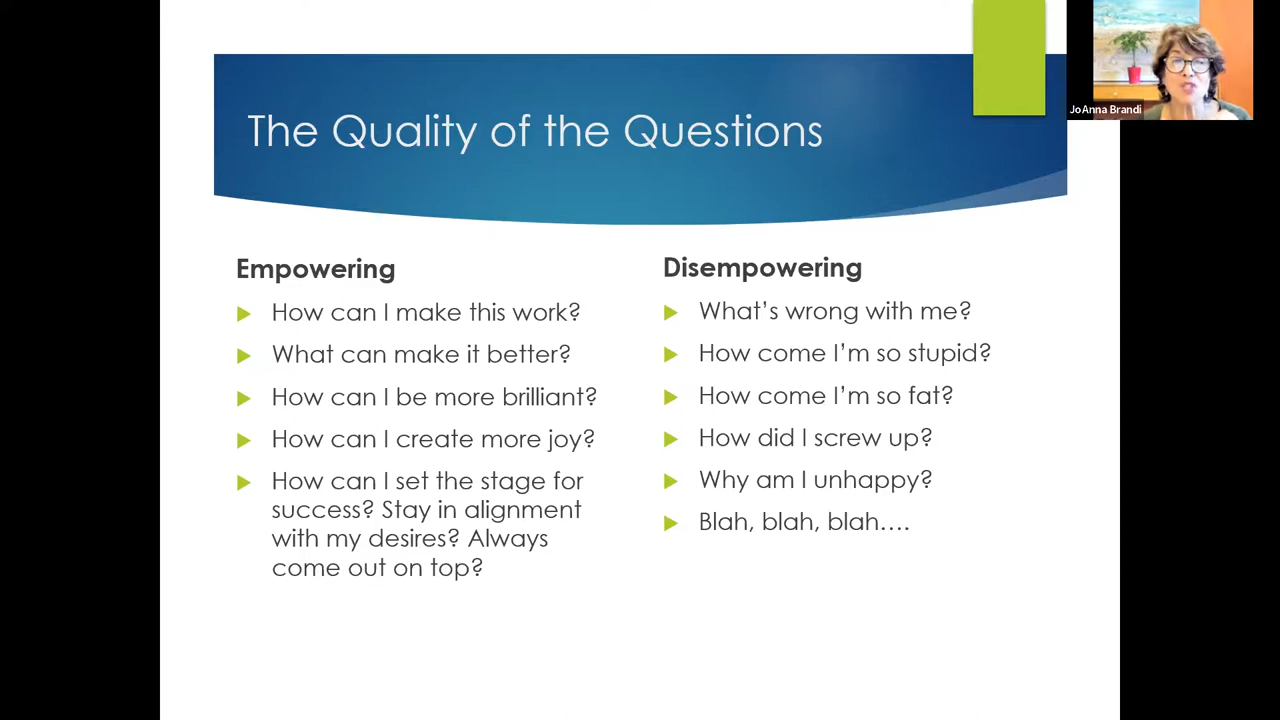 The Quality of the Questions
JoAnna Brandi
Empowering
How can I make this work?
What can make it better?
How can I be more brilliant?
How can I create more joy?
How can I set the stage for
success? Stay in alignment
with my desires? Always
come out on top?
Disempowering
What’s wrong with me?
How come I’m so stupid?
How come I’m so fat?
How did I screw up?
Why am I unhappy?
Blah, blah, blah….